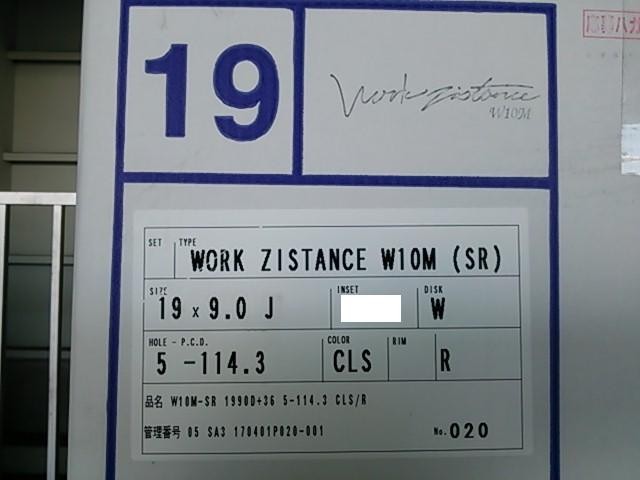 19
Work Zistance
W10M
SET TYPE
WORK ZISTANCE W10M (SR)
SIZE INSET DISK
19 x 9.0 J W
HOLE - P.C.D. COLOR RIM
5 -114.3 CLS R
品名 W10M-SR 1990D+36 5-114.3 CLS/R
管理番号 05 SA3 170401P020-001 No.020